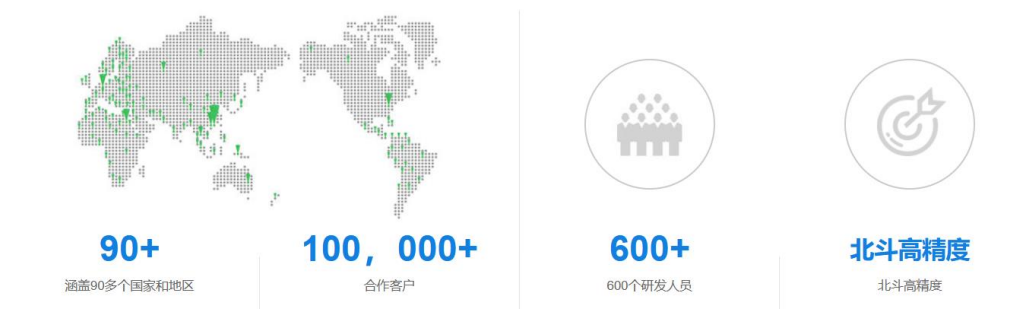 90+
涵盖90多个国家和地区
100，000+
合作客户
600+
600个研发人员
北斗高精度
北斗高精度